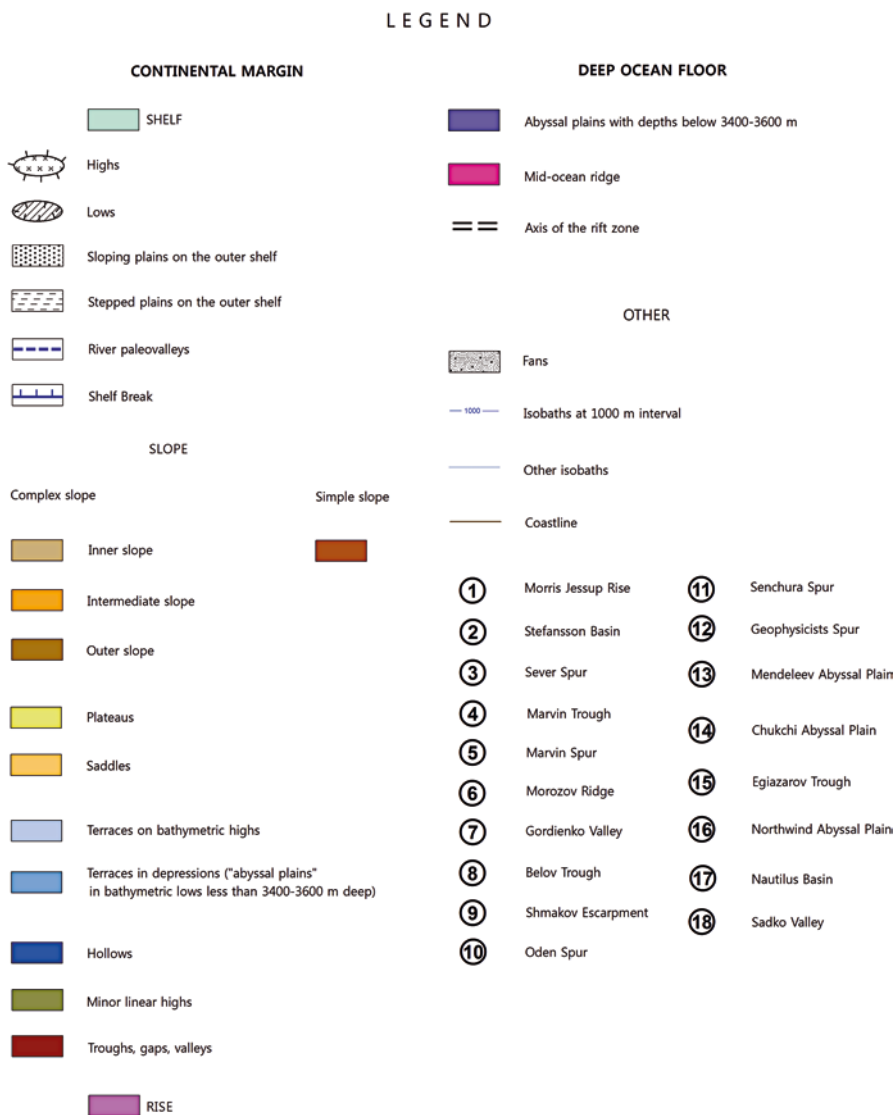 LEGEND
CONTINENTAL MARGIN
SHELF
Highs
Lows
Sloping plains on the outer shelf
Stepped plains on the outer shelf
River paleovalleys
Shelf Break
SLOPE
Complex slope
Simple slope
Inner slope
Intermediate slope
Outer slope
Plateaus
Saddles
Terraces on bathymetric highs
Terraces in depressions ("abyssal plains"
in bathymetric lows less than 3400-3600 m deep)
Hollows
Minor linear highs
Troughs, gaps, valleys
RISE
DEEP OCEAN FLOOR
Abyssal plains with depths below 3400-3600 m
Mid-ocean ridge
Axis of the rift zone
OTHER
Fans
1000 Isobaths at 1000 m interval
Other isobaths
Coastline
1 Morris Jessup Rise
2 Stefansson Basin
3 Sever Spur
4 Marvin Trough
5 Marvin Spur
6 Morozov Ridge
7 Gordienko Valley
8 Belov Trough
9 Shmakov Escarpment
10 Oden Spur
11 Senchura Spur
12 Geophysicists Spur
13 Mendeleev Abyssal Plain
14 Chukchi Abyssal Plain
15 Egiazarov Trough
16 Northwind Abyssal Plain
17 Nautilus Basin
18 Sadko Valley